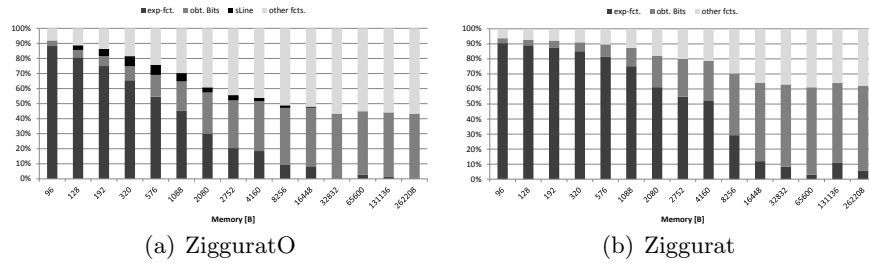 exp-fct. obt. Bits sLine other fcts.
100%
90%
80%
70%
60%
50%
40%
30%
20%
10%
0%
96 128 192 320 576 1088 2080 2752 4160 8256 16448 32832 65600 131136 262208
Memory [B]
(a) ZigguratO
exp-fct. obt. Bits other fcts.
100%
90%
80%
70%
60%
50%
40%
30%
20%
10%
0%
96 128 192 320 576 1088 2080 2752 4160 8256 16448 32832 65600 131136 262208
Memory [B]
(b) Ziggurat